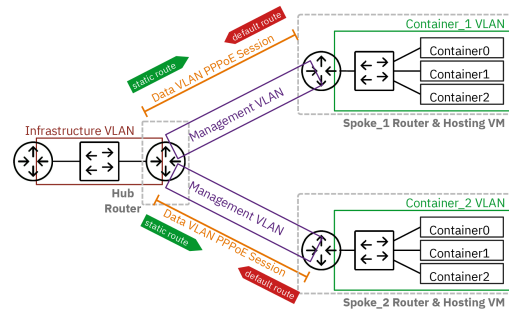 Container_1 VLAN
default route
static route
Data VLAN PPPoE Session
Container0
Container1
Container2
Management VLAN
Spoke_1 Router & Hosting VM
Infrastructure VLAN
Hub
Router
Management VLAN
Container_2 VLAN
static route
Data VLAN PPPoE Session
default route
Container0
Container1
Container2
Spoke_2 Router & Hosting VM